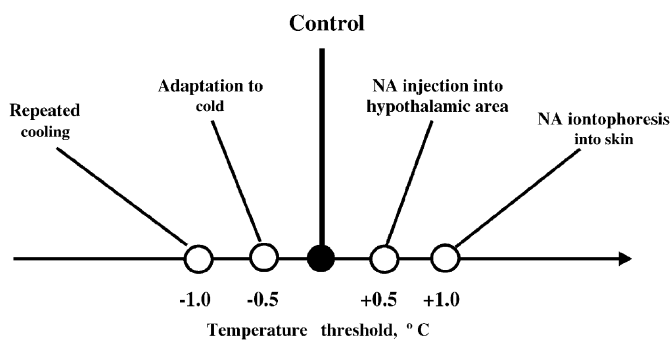 Control
Adaptation to
cold
NA injection into
hypothalamic area
Repeated
cooling
NA iontophoresis
into skin
-1.0 -0.5 +0.5 +1.0
Temperature threshold, ° C